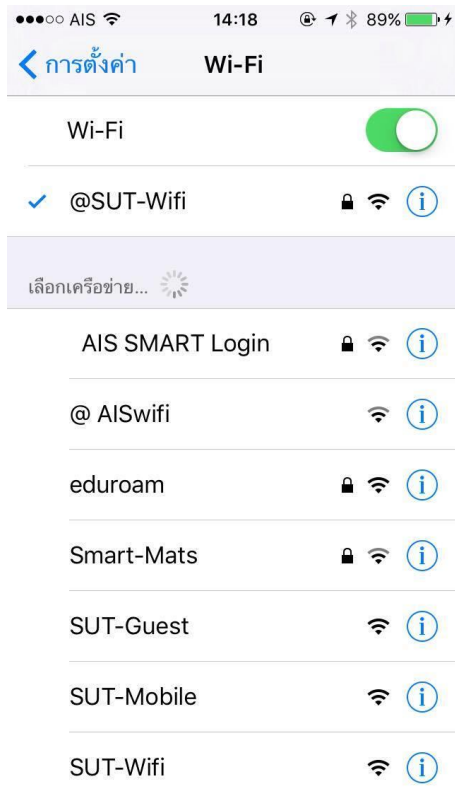 AIS 14:18 89%
การตั้งค่า Wi-Fi
Wi-Fi
@SUT-Wifi
เลือกเครือข่าย...
AIS SMART Login
@ AISwifi
eduroam
Smart-Mats
SUT-Guest
SUT-Mobile
SUT-Wifi